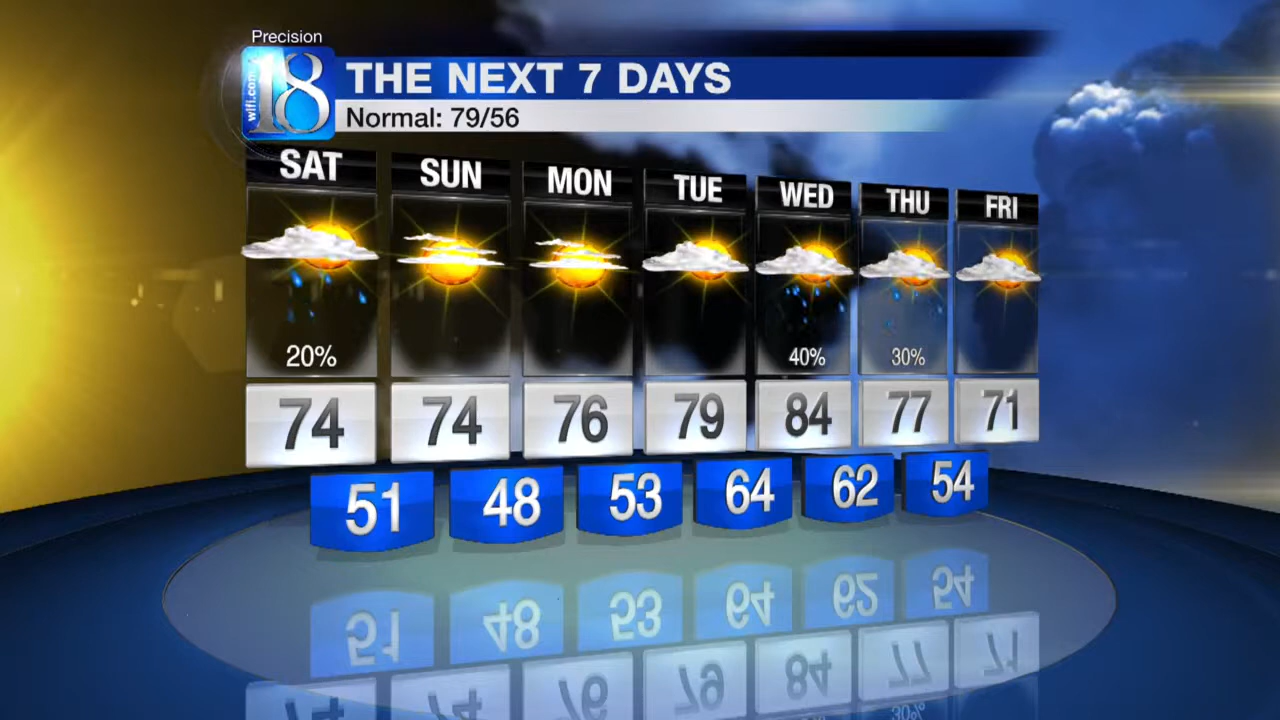 Precision
wlfi.com
18
THE NEXT 7 DAYS
Normal: 79/56
SAT SUN MON TUE WED THU FRI
20% 40% 30%
74 74 76 79 84 77 71
51 48 53 64 62 54